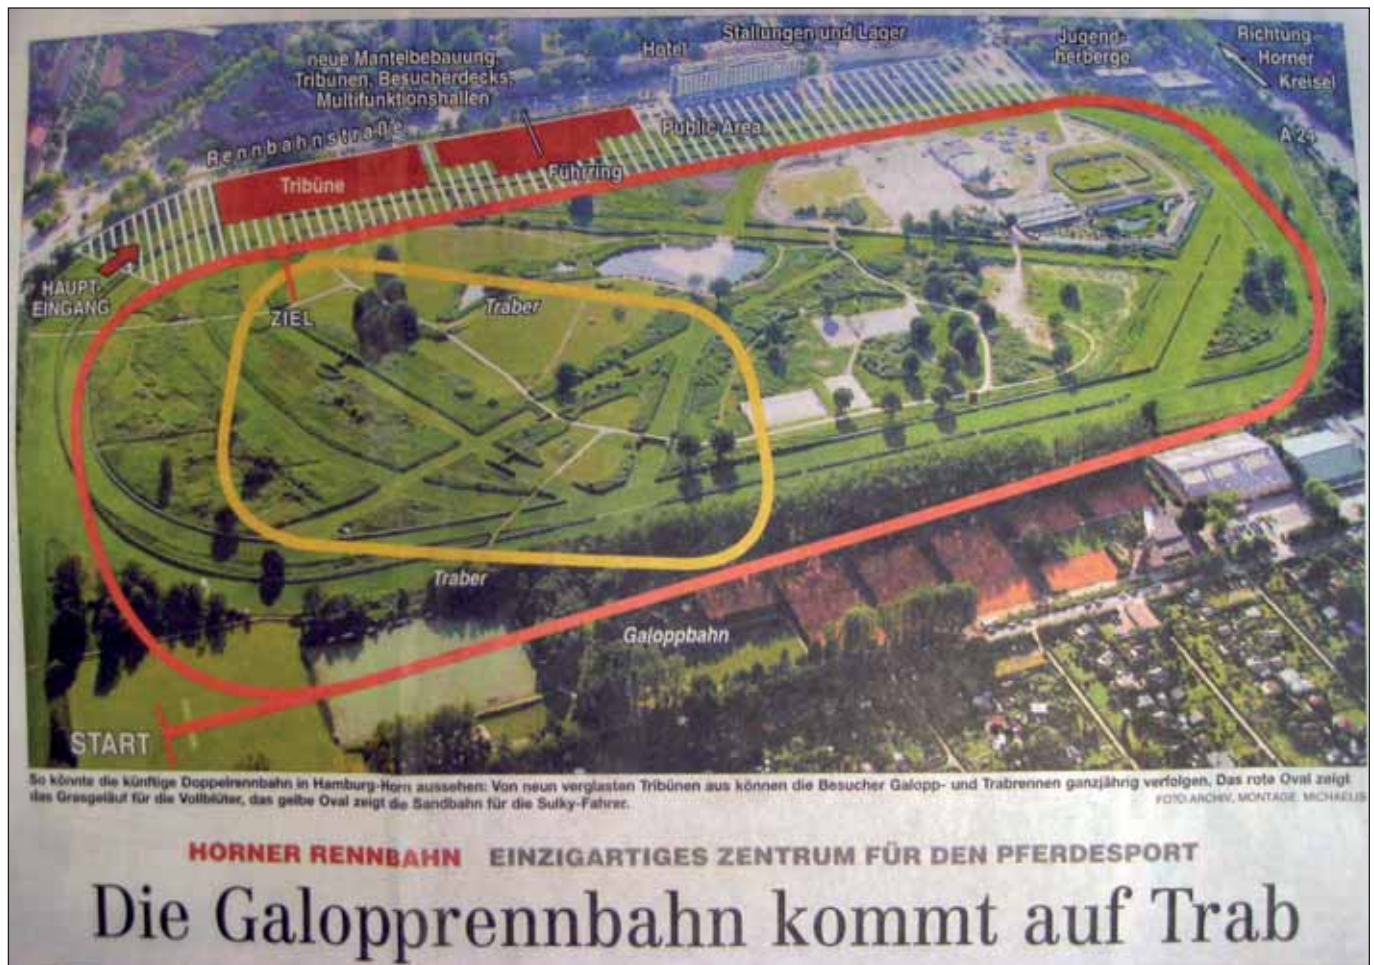 neue Mantelbebauung,
Tribünen, Besucherdecks,
Multifunktionshallen
Hotel
Stallungen und Lager
Jugend-
herberge
Richtung
Horner
Kreisel
A 24
Rennbahnstraße
Public Area
Führring
Tribüne
HAUPT-
EINGANG
ZIEL
Traber
Traber
Galoppbahn
START
So könnte die künftige Doppelrennbahn in Hamburg-Horn aussehen: Von neun verglasten Tribünen aus können die Besucher Galopp- und Trabrennen ganzjährig verfolgen. Das rote Oval zeigt
das Grasgeläuf für die Vollblüter, das gelbe Oval zeigt die Sandbahn für die Sulky-Fahrer.
FOTO: ARCHIV, MONTAGE: MICHAELIS
HORNER RENNBAHN EINZIGARTIGES ZENTRUM FÜR DEN PFERDESPORT
Die Galopprennbahn kommt auf Trab